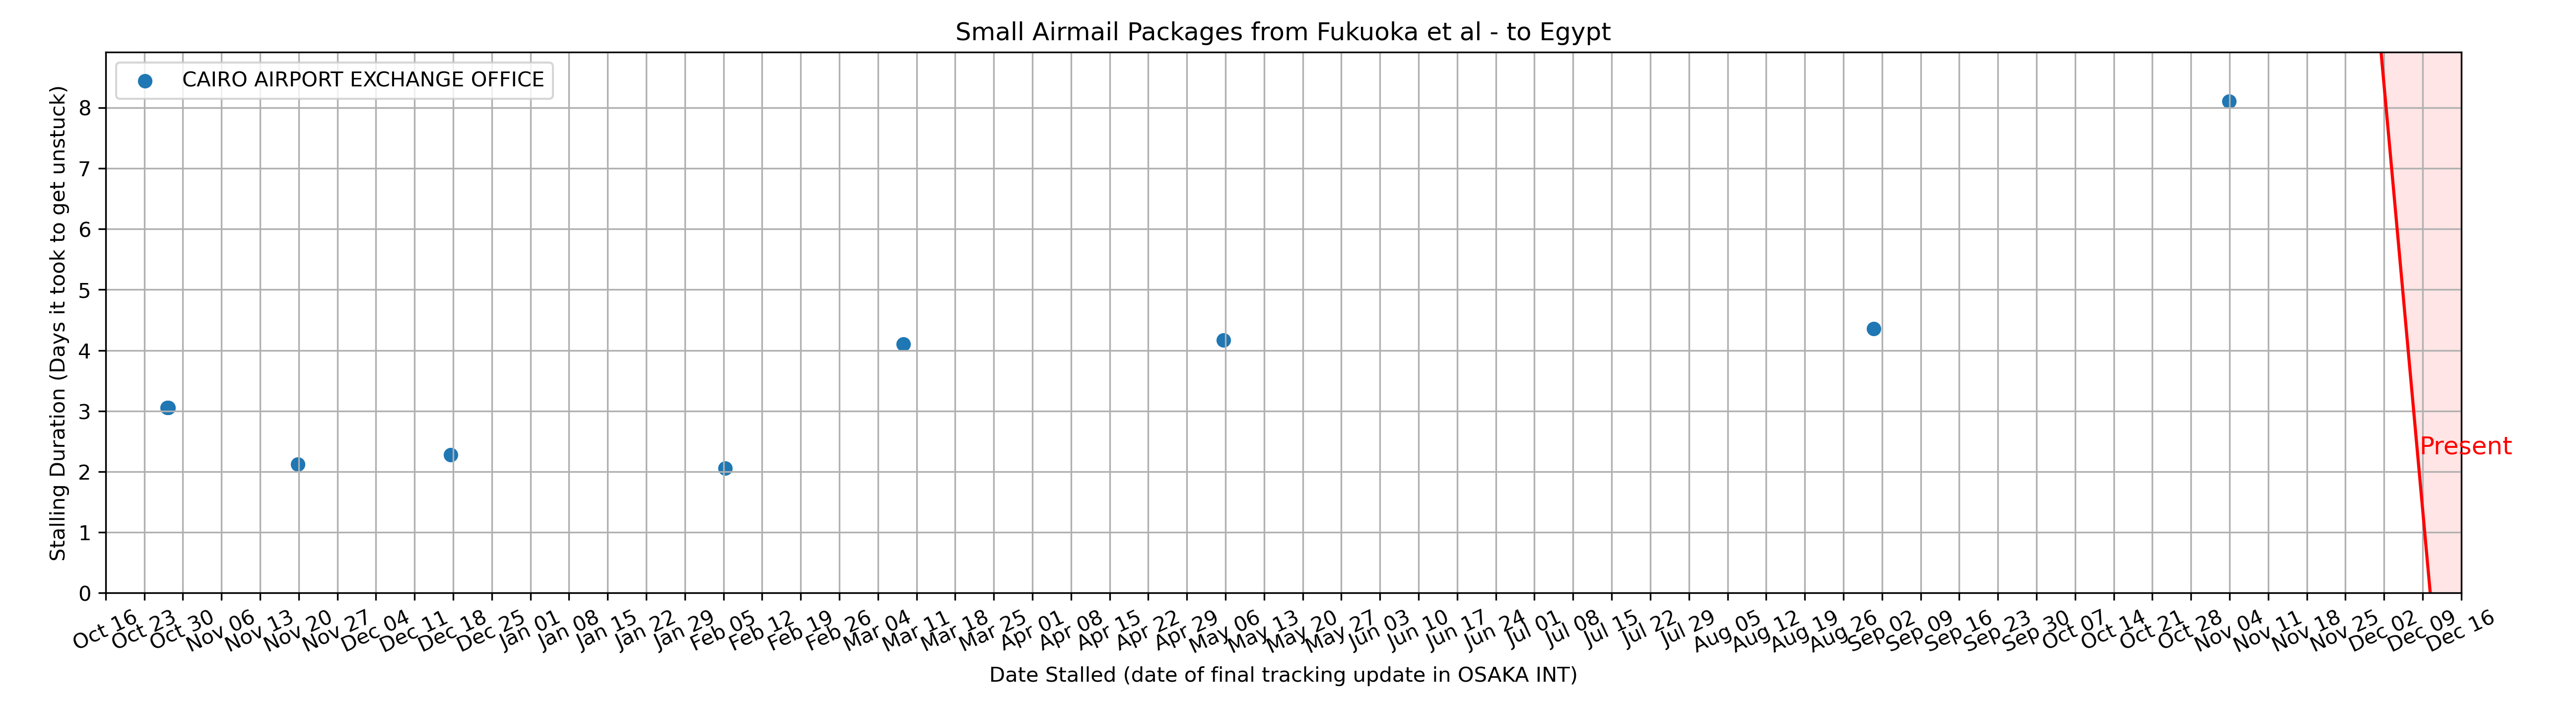 Small Airmail Packages from Fukuoka et al - to Egypt
CAIRO AIRPORT EXCHANGE OFFICE
Stalling Duration (Days it took to get unstuck)
8
7
6
5
4
3
2
1
0
Present
Oct 16 Oct 23 Oct 30 Nov 06 Nov 13 Nov 20 Nov 27 Dec 04 Dec 11 Dec 18 Dec 25 Jan 01 Jan 08 Jan 15 Jan 22 Jan 29 Feb 05 Feb 12 Feb 19 Feb 26 Mar 04 Mar 11 Mar 18 Mar 25 Apr 01 Apr 08 Apr 15 Apr 22 Apr 29 May 06 May 13 May 20 May 27 Jun 03 Jun 10 Jun 17 Jun 24 Jul 01 Jul 08 Jul 15 Jul 22 Jul 29 Aug 05 Aug 12 Aug 19 Aug 26 Sep 02 Sep 09 Sep 16 Sep 23 Sep 30 Oct 07 Oct 14 Oct 21 Oct 28 Nov 04 Nov 11 Nov 18 Nov 25 Dec 02 Dec 09 Dec 16
Date Stalled (date of final tracking update in OSAKA INT)